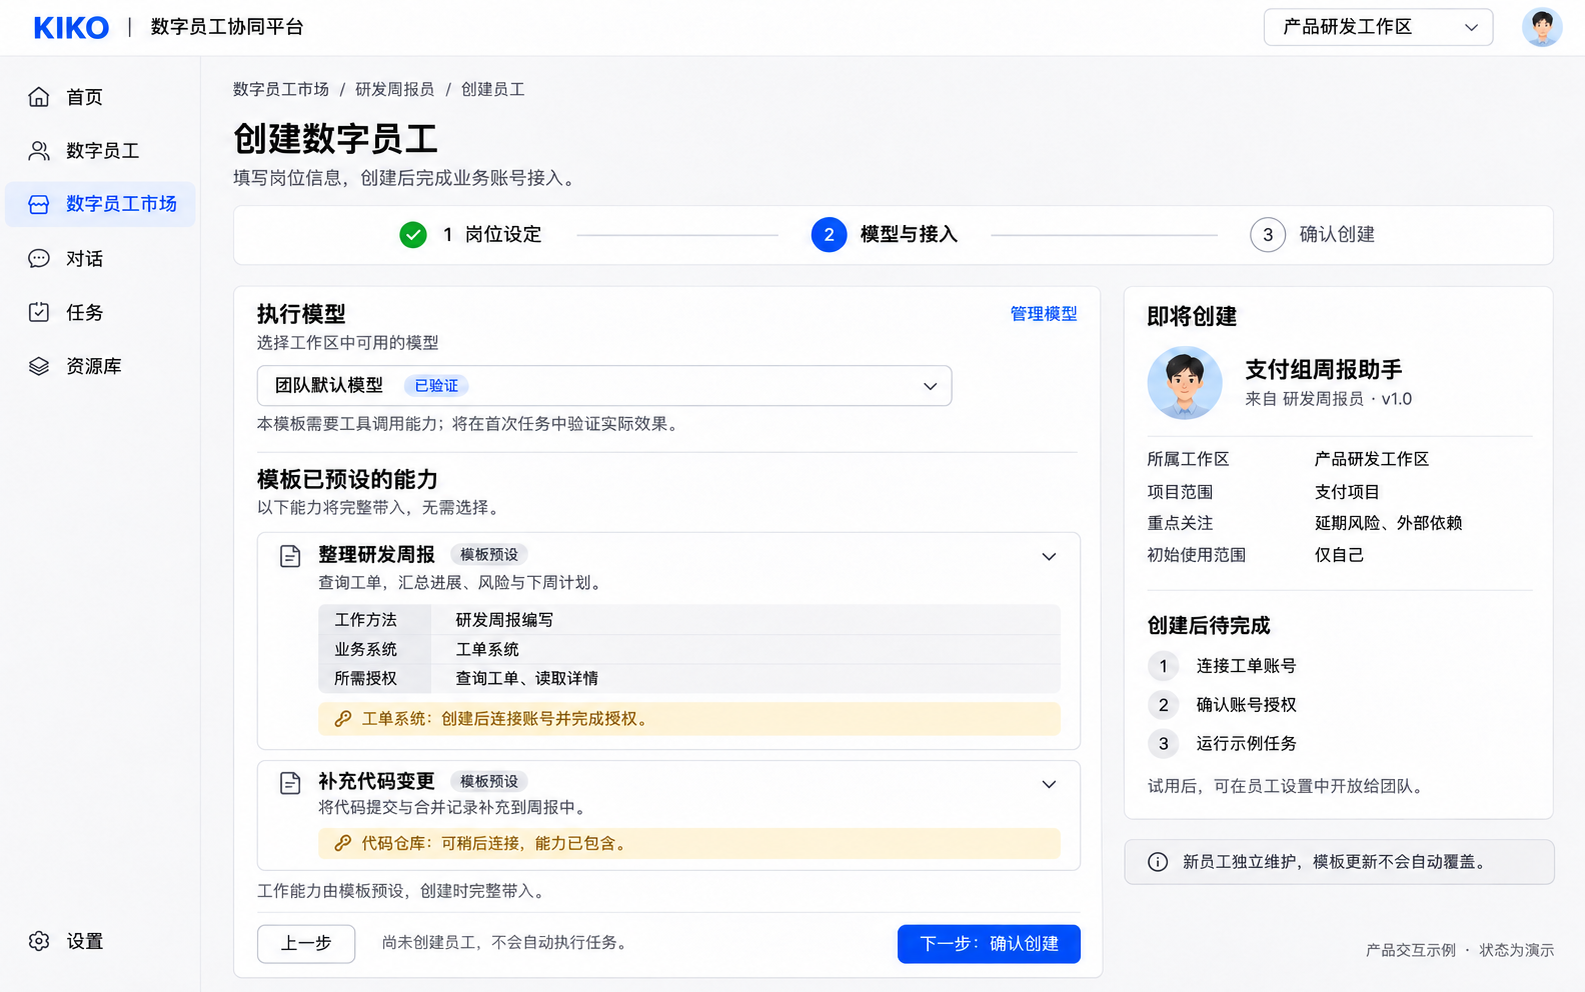 KIKO | 数字员工协同平台
产品研发工作区
首页
数字员工
数字员工市场
对话
任务
资源库
设置
数字员工市场 / 研发周报员 / 创建员工
创建数字员工
填写岗位信息，创建后完成业务账号接入。
1 岗位设定
2 模型与接入
3 确认创建
执行模型
管理模型
选择工作区中可用的模型
团队默认模型 已验证
本模板需要工具调用能力；将在首次任务中验证实际效果。
模板已预设的能力
以下能力将完整带入，无需选择。
整理研发周报 模板预设
查询工单，汇总进展、风险与下周计划。
工作方法 研发周报编写
业务系统 工单系统
所需授权 查询工单、读取详情
工单系统：创建后连接账号并完成授权。
补充代码变更 模板预设
将代码提交与合并记录补充到周报中。
代码仓库：可稍后连接，能力已包含。
工作能力由模板预设，创建时完整带入。
上一步
尚未创建员工，不会自动执行任务。
下一步：确认创建
即将创建
支付组周报助手
来自 研发周报员 · v1.0
所属工作区 产品研发工作区
项目范围 支付项目
重点关注 延期风险、外部依赖
初始使用范围 仅自己
创建后待完成
1 连接工单账号
2 确认账号授权
3 运行示例任务
试用后，可在员工设置中开放给团队。
新员工独立维护，模板更新不会自动覆盖。
产品交互示例 · 状态为演示